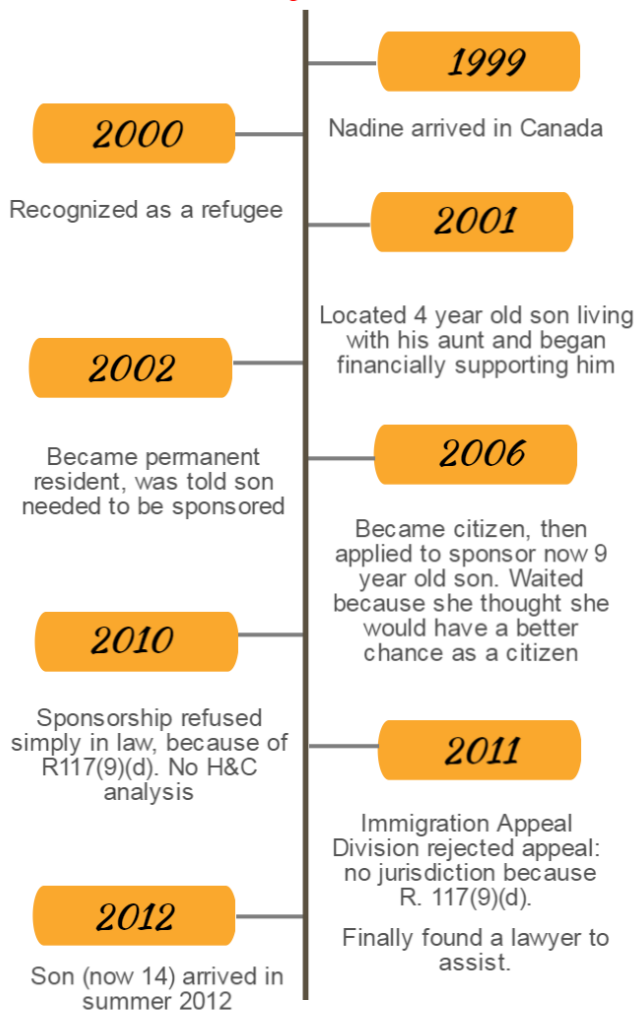 1999
Nadine arrived in Canada
2000
Recognized as a refugee
2001
Located 4 year old son living
with his aunt and began
financially supporting him
2002
Became permanent
resident, was told son
needed to be sponsored
2006
Became citizen, then
applied to sponsor now 9
year old son. Waited
because she thought she
would have a better
chance as a citizen
2010
Sponsorship refused
simply in law, because of
R117(9)(d). No H&C
analysis
2011
Immigration Appeal
Division rejected appeal:
no jurisdiction because
R. 117(9)(d).
Finally found a lawyer to
assist.
2012
Son (now 14) arrived in
summer 2012